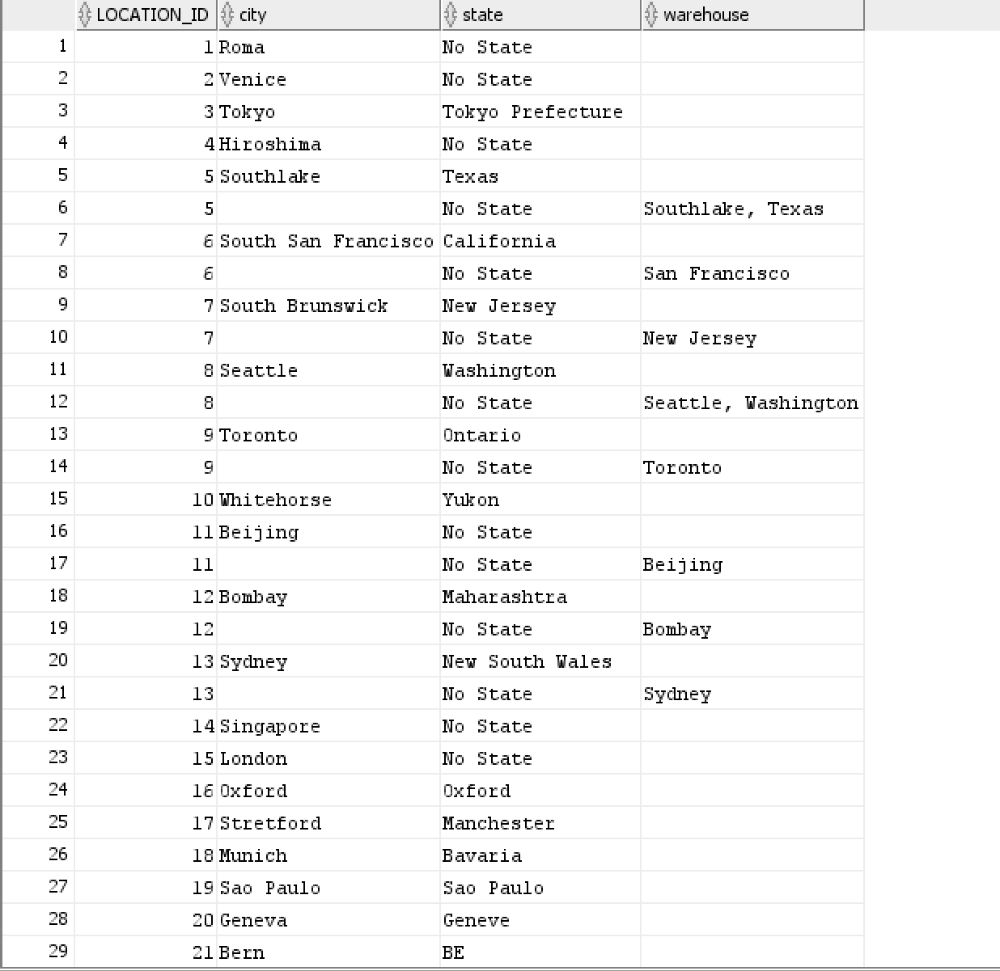 LOCATION_ID city state warehouse
1 1 Roma No State
2 2 Venice No State
3 3 Tokyo Tokyo Prefecture
4 4 Hiroshima No State
5 5 Southlake Texas
6 5 No State Southlake, Texas
7 6 South San Francisco California
8 6 No State San Francisco
9 7 South Brunswick New Jersey
10 7 No State New Jersey
11 8 Seattle Washington
12 8 No State Seattle, Washington
13 9 Toronto Ontario
14 9 No State Toronto
15 10 Whitehorse Yukon
16 11 Beijing No State
17 11 No State Beijing
18 12 Bombay Maharashtra
19 12 No State Bombay
20 13 Sydney New South Wales
21 13 No State Sydney
22 14 Singapore No State
23 15 London No State
24 16 Oxford Oxford
25 17 Stretford Manchester
26 18 Munich Bavaria
27 19 Sao Paulo Sao Paulo
28 20 Geneva Geneve
29 21 Bern BE